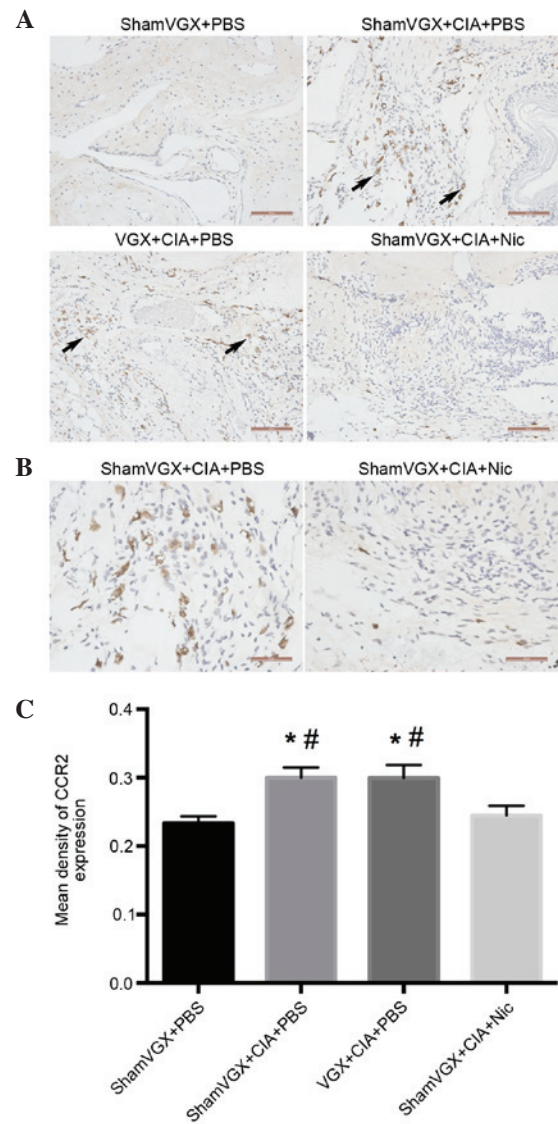 A
ShamVGX+PBS
ShamVGX+CIA+PBS
VGX+CIA+PBS
ShamVGX+CIA+Nic
B
ShamVGX+CIA+PBS
ShamVGX+CIA+Nic
C
Mean density of CCR2
expression
0.4
0.3
0.2
0.1
0.0
* #
* #
ShamVGX+PBS
ShamVGX+CIA+PBS
VGX+CIA+PBS
ShamVGX+CIA+Nic